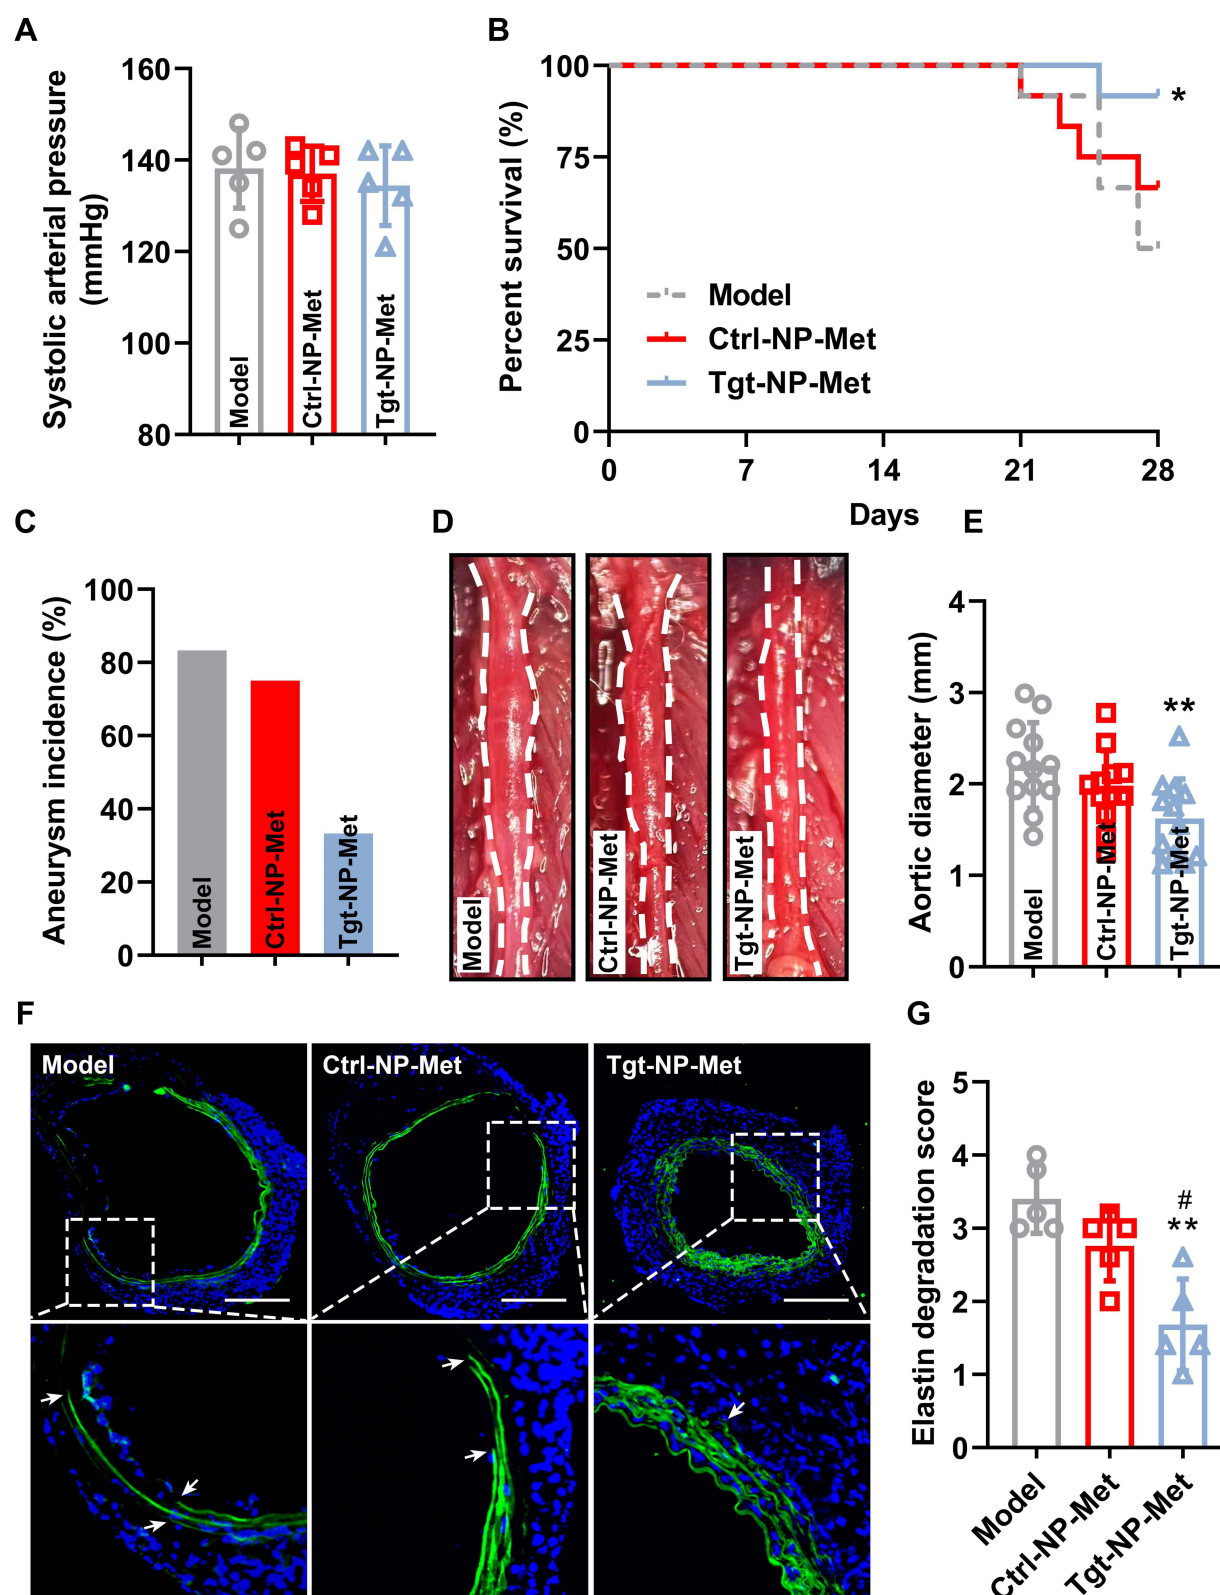 A
Systolic arterial pressure
(mmHg)
160
140
120
100
80
Model
Ctrl-NP-Met
Tgt-NP-Met
B
Percent survival (%)
100
75
50
25
0
Model
Ctrl-NP-Met
Tgt-NP-Met
*
0
7
14
21
28
Days
C
Aneurysm incidence (%)
100
80
60
40
20
0
Model
Ctrl-NP-Met
Tgt-NP-Met
D
Model
Ctrl-NP-Met
Tgt-NP-Met
E
Aortic diameter (mm)
4
3
2
1
0
**
Model
Ctrl-NP-Met
Tgt-NP-Met
F
Model
Ctrl-NP-Met
Tgt-NP-Met
G
Elastin degradation score
5
4
3
2
1
0
#
**
Model
Ctrl-NP-Met
Tgt-NP-Met